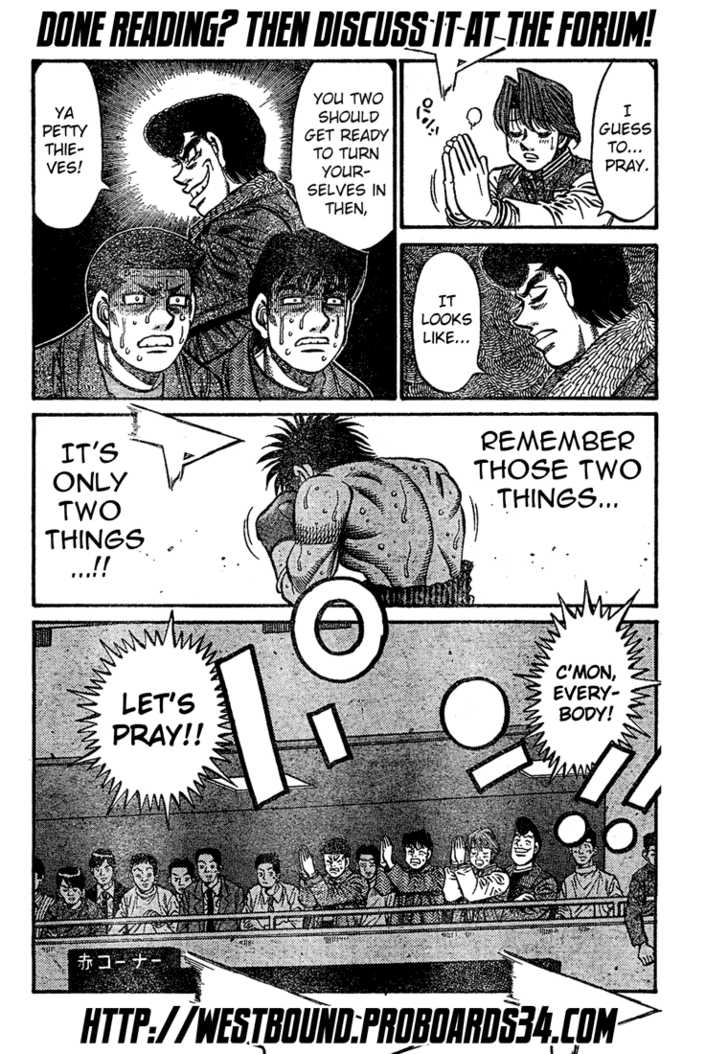 DONE READING? THEN DISCUSS IT AT THE FORUM!
I
GUESS
TO...
PRAY.
YOU TWO
SHOULD
GET READY
TO TURN
YOUR-
SELVES IN
THEN,
YA
PETTY
THIE-
VES!
IT
LOOKS
LIKE...
REMEMBER
THOSE TWO
THINGS...
IT'S
ONLY
TWO
THINGS
...!!
C'MON,
EVERY-
BODY!
LET'S
PRAY!!
赤コーナー
HTTP://WESTBOUND.PROBOARDS34.COM